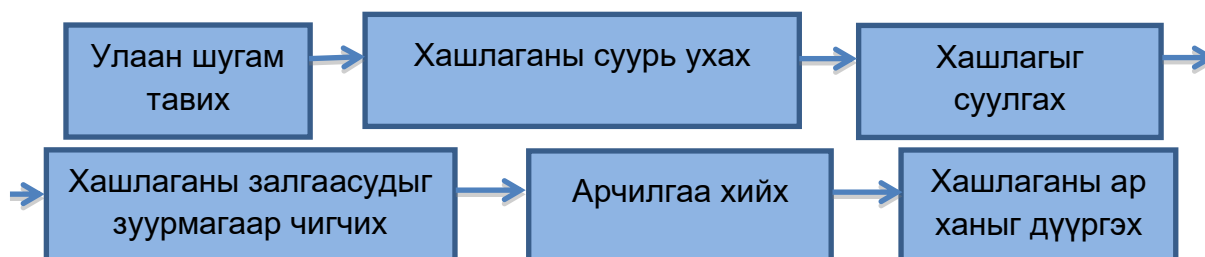 Улаан шугам
тавих
Хашлаганы суурь ухах
Хашлагыг
суулгах
Хашлаганы залгаасудыг
зуурмагаар чигчих
Арчилгаа хийх
Хашлаганы ар
ханыг дүүргэх